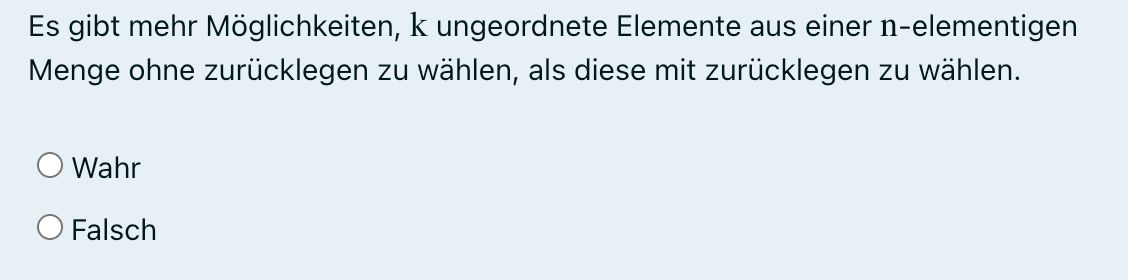 Es gibt mehr Möglichkeiten, k ungeordnete Elemente aus einer n-elementigen
Menge ohne zurücklegen zu wählen, als diese mit zurücklegen zu wählen.
Wahr
Falsch